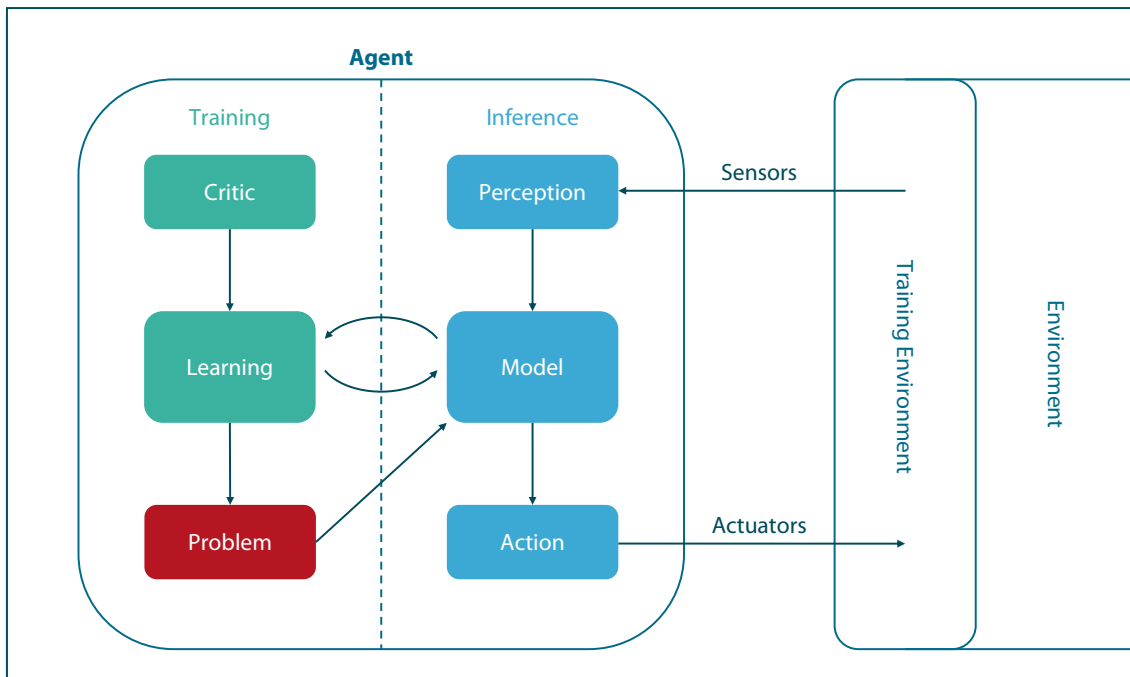 Agent
Training
Inference
Critic
Perception
Sensors
Learning
Model
Training Environment
Environment
Problem
Action
Actuators